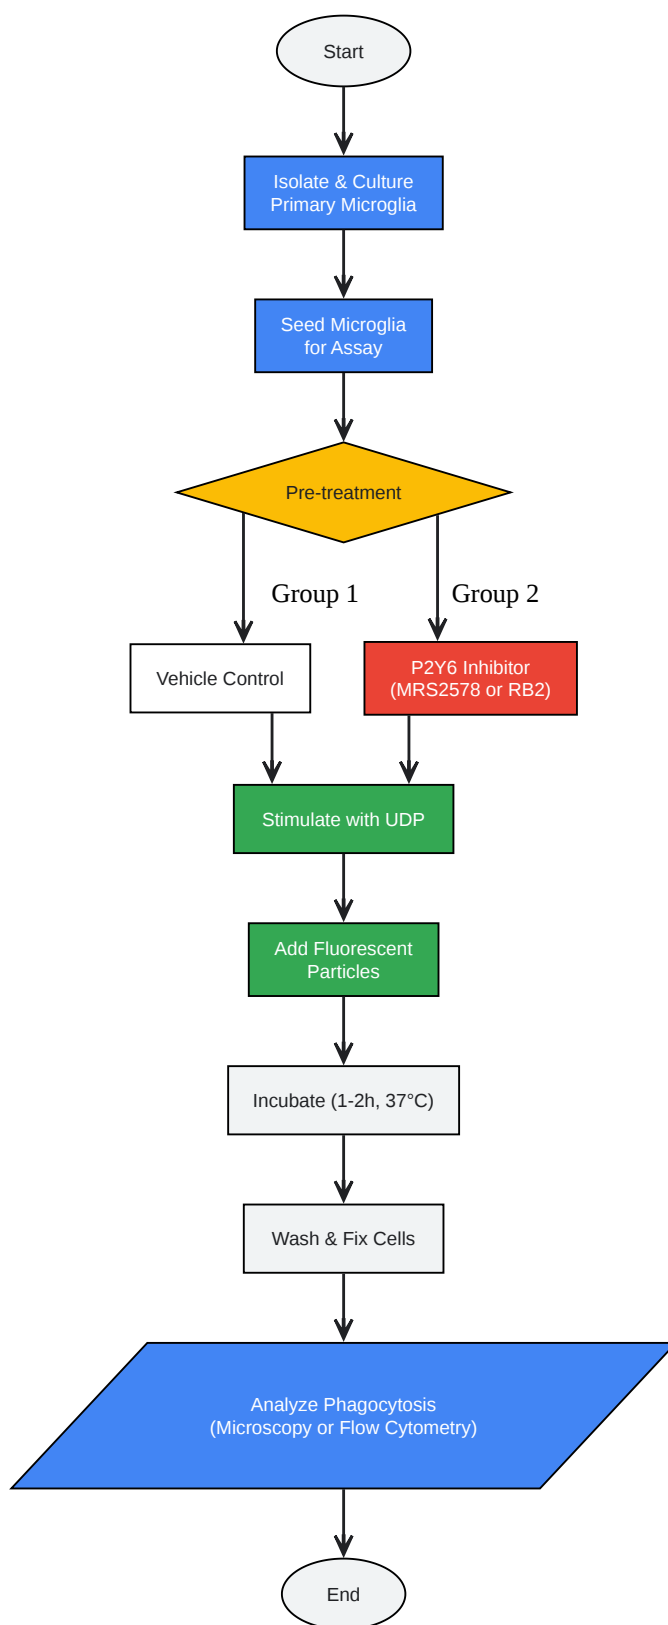 Start
Isolate & Culture
Primary Microglia
Seed Microglia
for Assay
Pre-treatment
Group 1
Group 2
Vehicle Control
P2Y6 Inhibitor
(MRS2578 or RB2)
Stimulate with UDP
Add Fluorescent
Particles
Incubate (1-2h, 37°C)
Wash & Fix Cells
Analyze Phagocytosis
(Microscopy or Flow Cytometry)
End